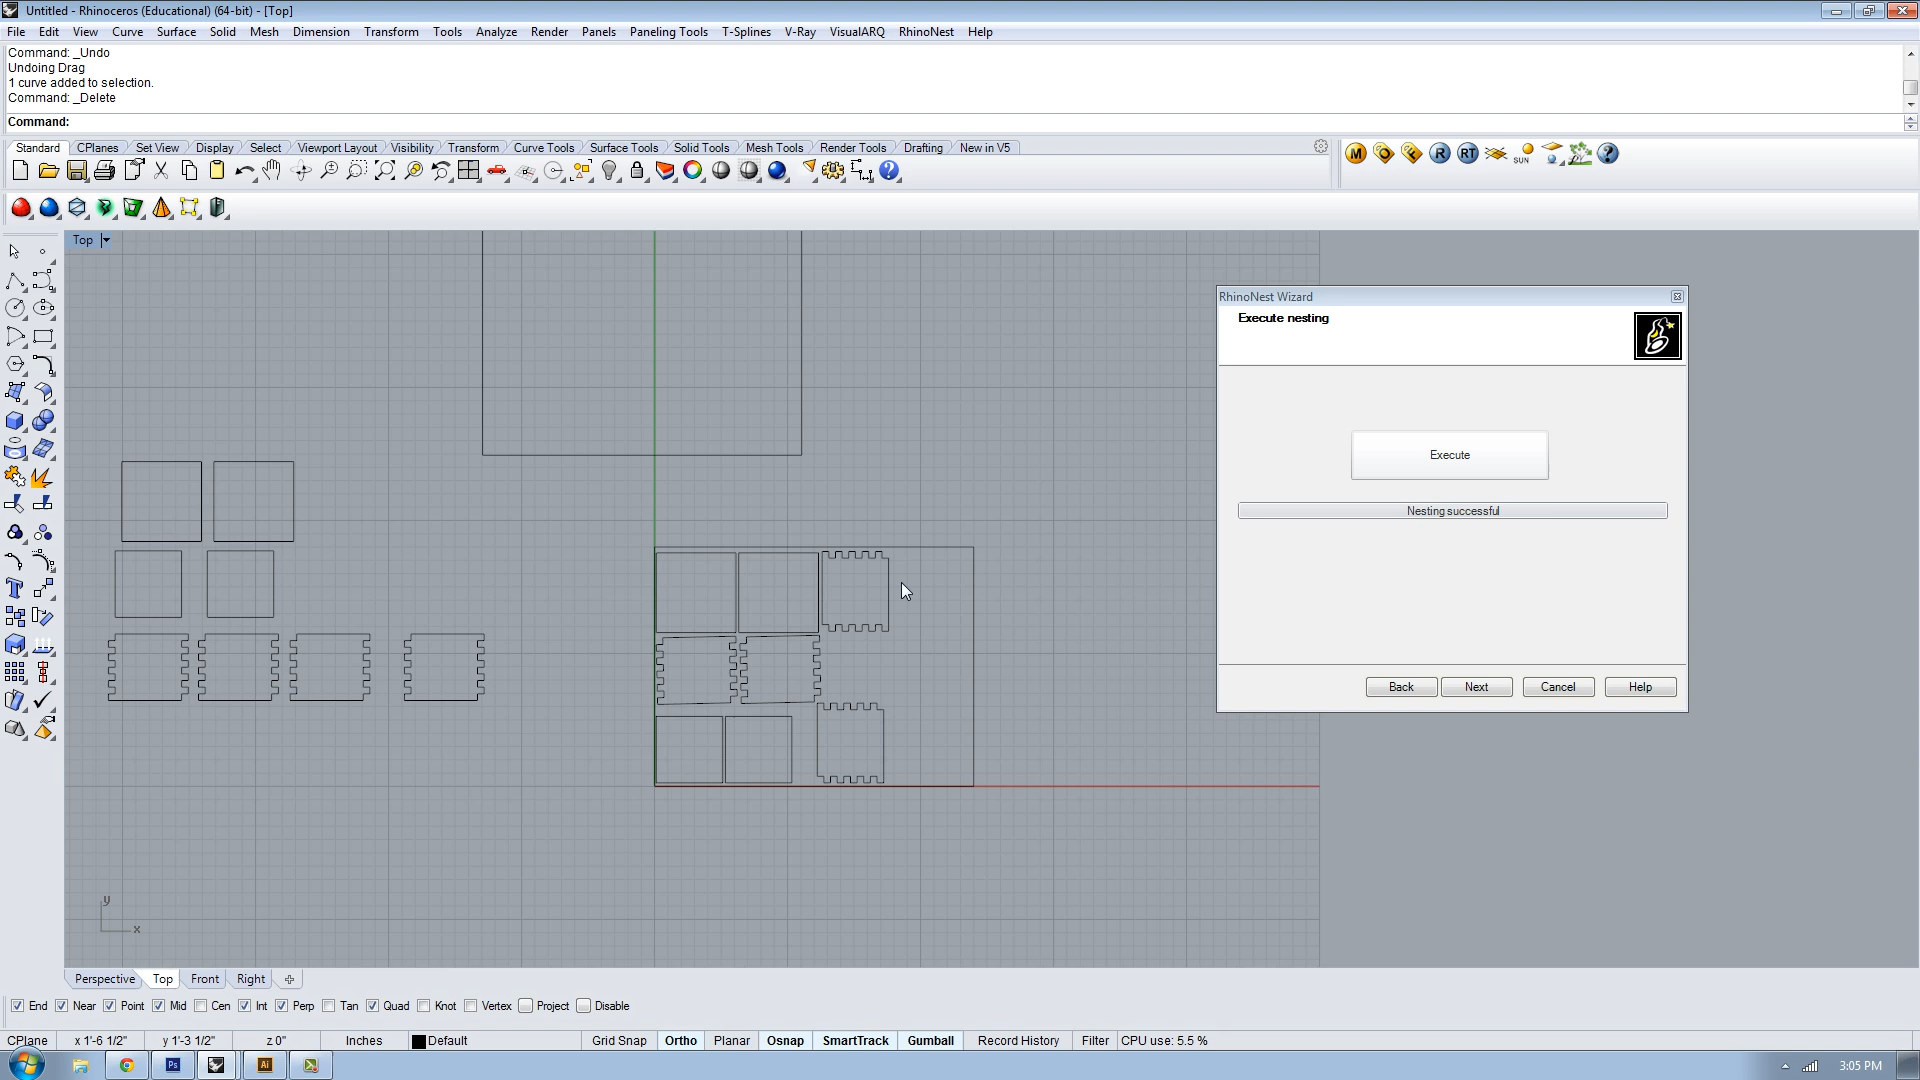 Untitled - Rhinoceros (Educational) (64-bit) - [Top]
File Edit View Curve Surface Solid Mesh Dimension Transform Tools Analyze Render Panels Paneling Tools T-Splines V-Ray VisualARQ RhinoNest Help
Command: _Undo
Undoing Drag
1 curve added to selection.
Command: _Delete
Command:
Standard CPlanes Set View Display Select Viewport Layout Visibility Transform Curve Tools Surface Tools Solid Tools Mesh Tools Render Tools Drafting New in V5
M O F R RT SUN ?
Top
RhinoNest Wizard
Execute nesting
Execute
Nesting successful
Back Next Cancel Help
y
x
Perspective Top Front Right
End Near Point Mid Cen Int Perp Tan Quad Knot Vertex Project Disable
CPlane x 1'-6 1/2" y 1'-3 1/2" z 0" Inches Default Grid Snap Ortho Planar Osnap SmartTrack Gumball Record History Filter CPU use: 5.5 %
Ps Ai 3:05 PM